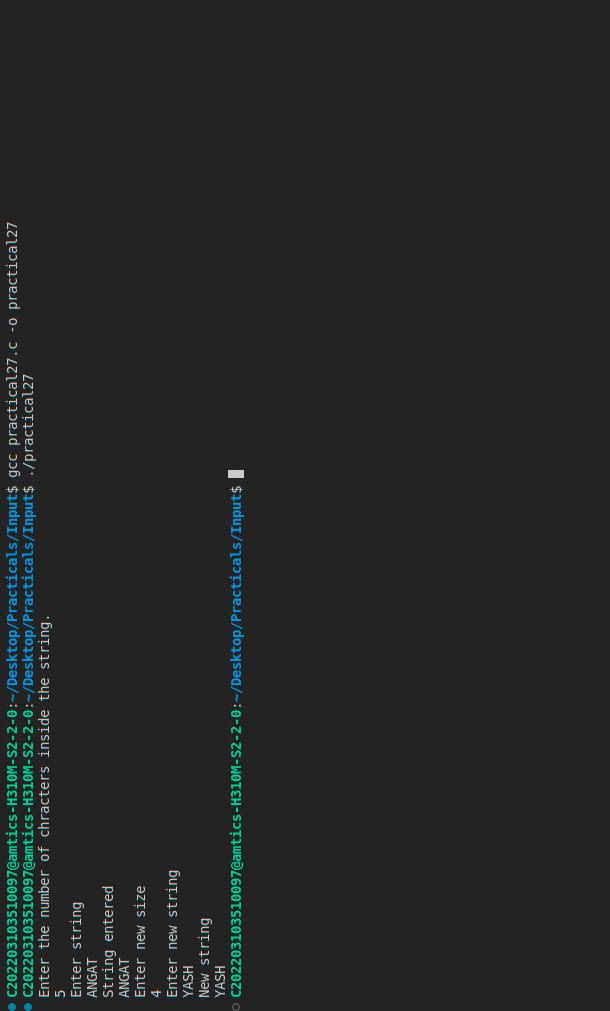 C202203103510097@amtics-H310M-S2-2-0:~/Desktop/Practicals/Input$ gcc practical27.c -o practical27
C202203103510097@amtics-H310M-S2-2-0:~/Desktop/Practicals/Input$ ./practical27
Enter the number of chracters inside the string.
5
Enter string
ANGAT
String entered
ANGAT
Enter new size
4
Enter new string
YASH
New string
YASH
C202203103510097@amtics-H310M-S2-2-0:~/Desktop/Practicals/Input$